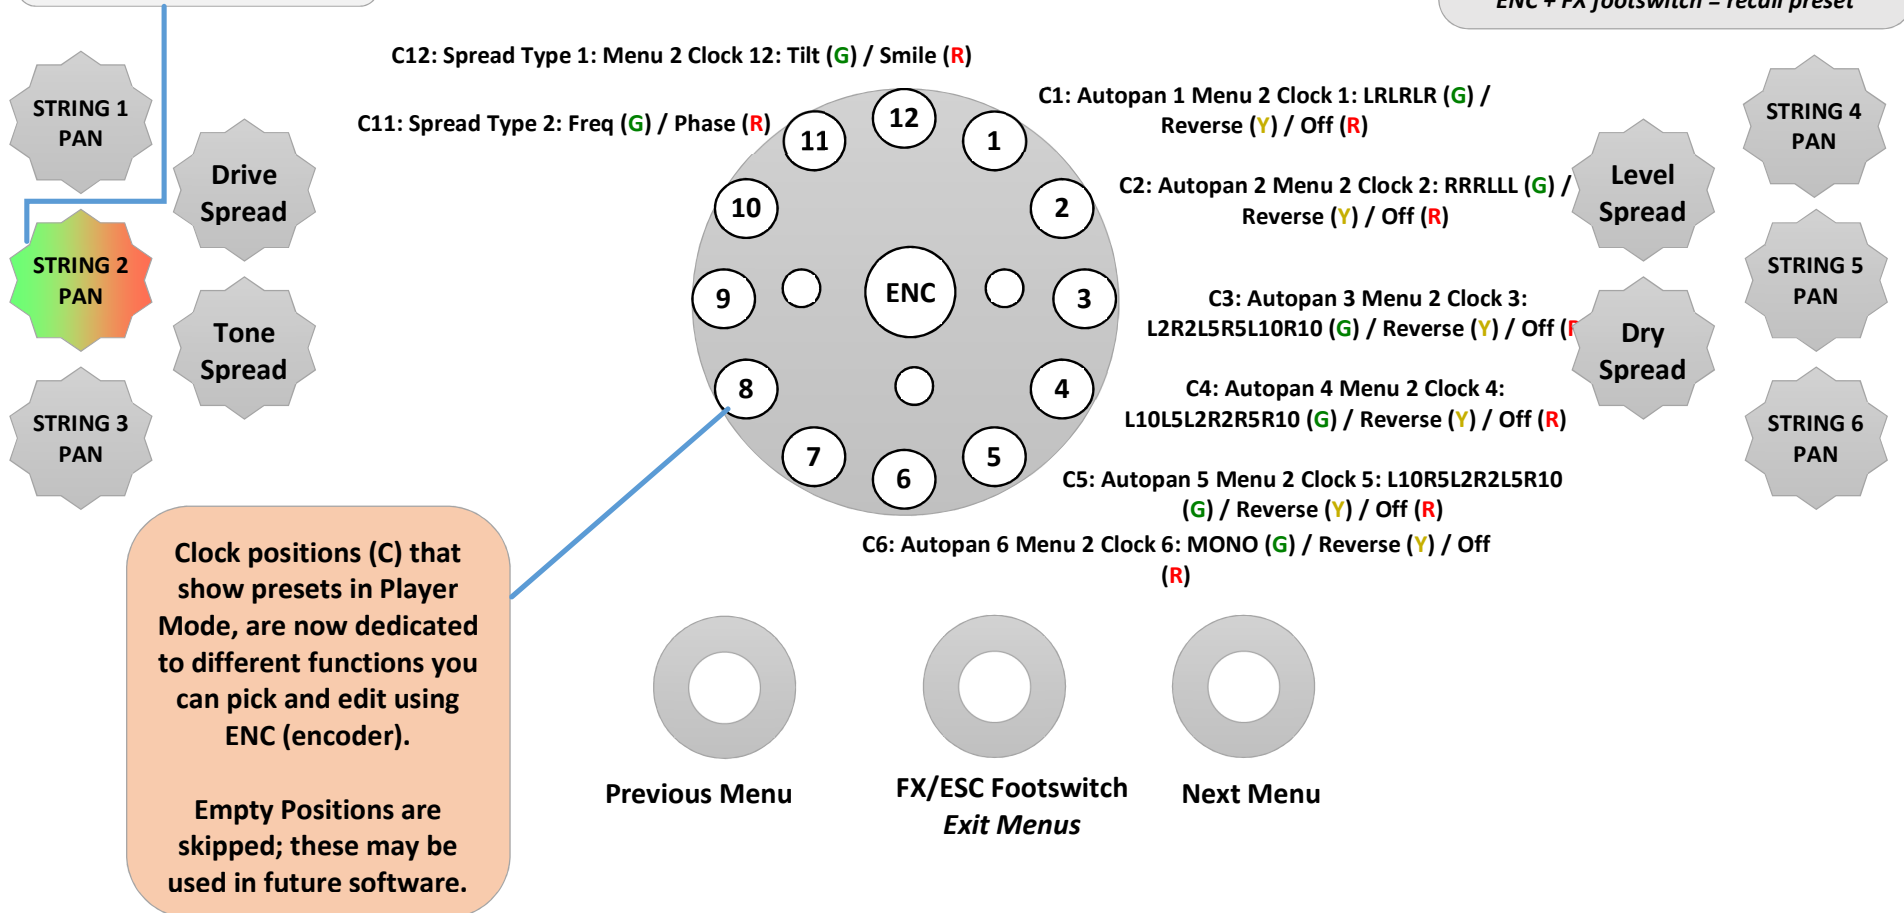 ENC + FX footswitch = recall preset
C12: Spread Type 1: Menu 2 Clock 12: Tilt (G) / Smile (R)
C11: Spread Type 2: Freq (G) / Phase (R)
C1: Autopan 1 Menu 2 Clock 1: LRLRLR (G) /
Reverse (Y) / Off (R)
C2: Autopan 2 Menu 2 Clock 2: RRRLLL (G) /
Reverse (Y) / Off (R)
C3: Autopan 3 Menu 2 Clock 3:
L2R2L5R5L10R10 (G) / Reverse (Y) / Off (R
C4: Autopan 4 Menu 2 Clock 4:
L10L5L2R2R5R10 (G) / Reverse (Y) / Off (R)
C5: Autopan 5 Menu 2 Clock 5: L10R5L2R2L5R10
(G) / Reverse (Y) / Off (R)
C6: Autopan 6 Menu 2 Clock 6: MONO (G) / Reverse (Y) / Off
(R)
STRING 1
PAN
STRING 2
PAN
STRING 3
PAN
Drive
Spread
Tone
Spread
12
1
2
3
4
5
6
7
8
9
10
11
ENC
Level
Spread
Dry
Spread
STRING 4
PAN
STRING 5
PAN
STRING 6
PAN
Clock positions (C) that
show presets in Player
Mode, are now dedicated
to different functions you
can pick and edit using
ENC (encoder).
Empty Positions are
skipped; these may be
used in future software.
Previous Menu
FX/ESC Footswitch
Exit Menus
Next Menu